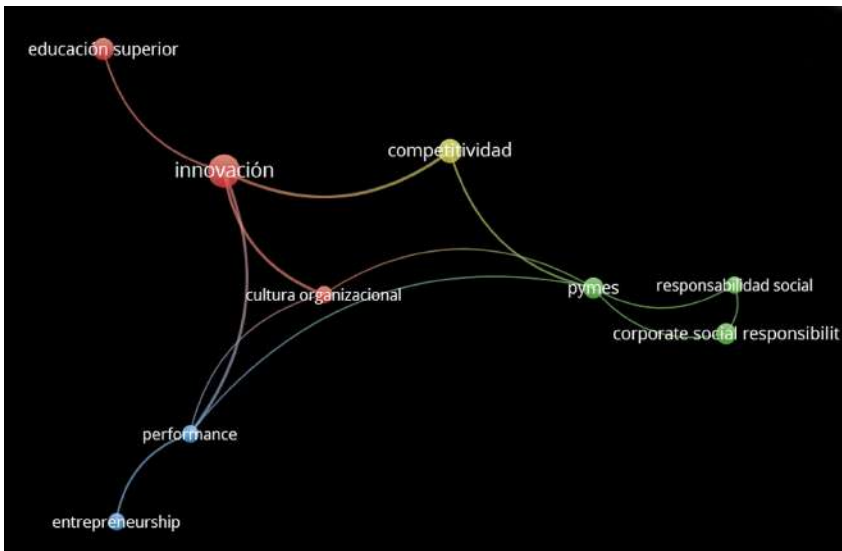 educación superior
innovación
competitividad
cultura organizacional
pymes
responsabilidad social
corporate social responsibilit
performance
entrepreneurship